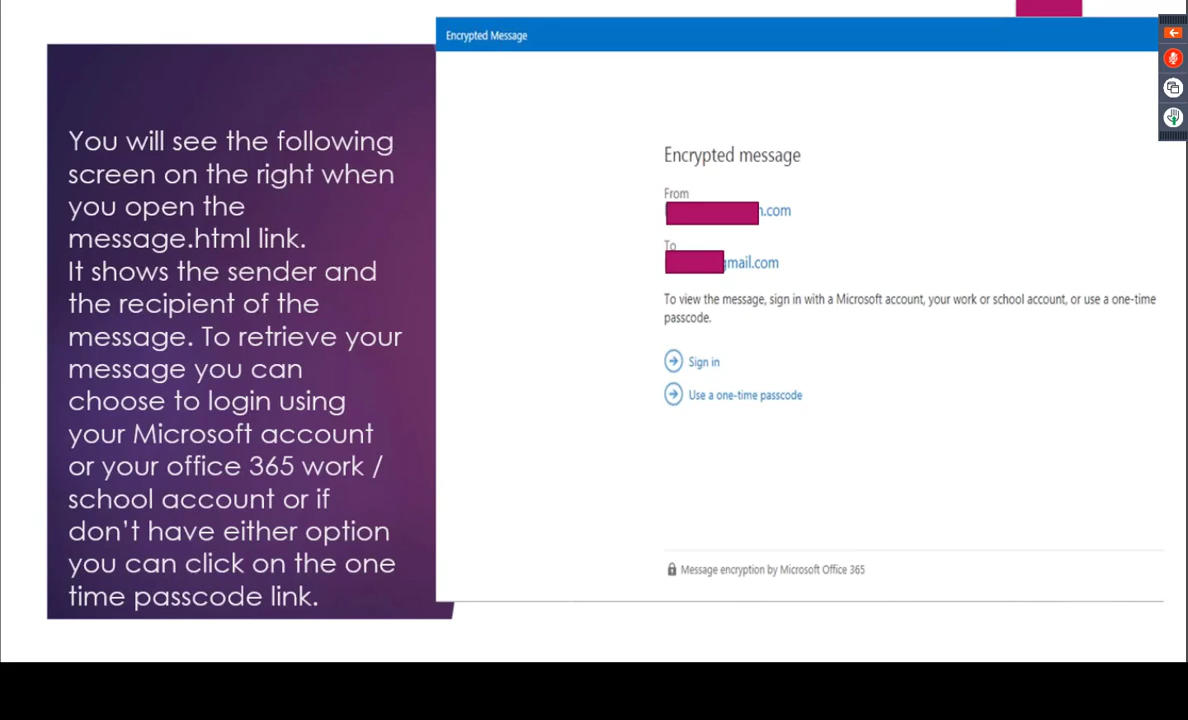 Encrypted Message
You will see the following
screen on the right when
you open the
message.html link.
It shows the sender and
the recipient of the
message. To retrieve your
message you can
choose to login using
your Microsoft account
or your office 365 work /
school account or if
don't have either option
you can click on the one
time passcode link.
Encrypted message
From
.com
To
gmail.com
To view the message, sign in with a Microsoft account, your work or school account, or use a one-time
passcode.
Sign in
Use a one-time passcode
Message encryption by Microsoft Office 365